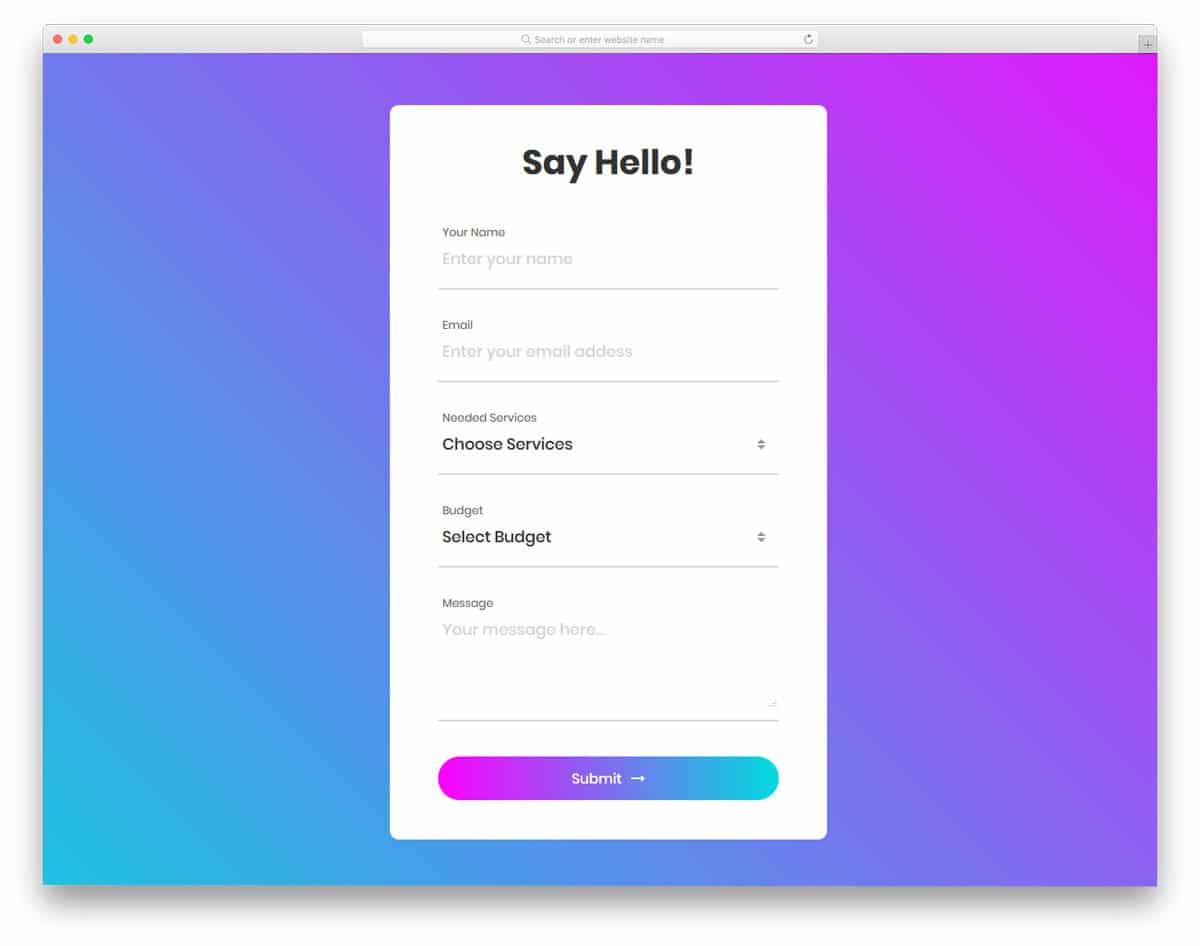 Search or enter website name
Say Hello!
Your Name
Enter your name
Email
Enter your email addess
Needed Services
Choose Services
Budget
Select Budget
Message
Your message here...
Submit →